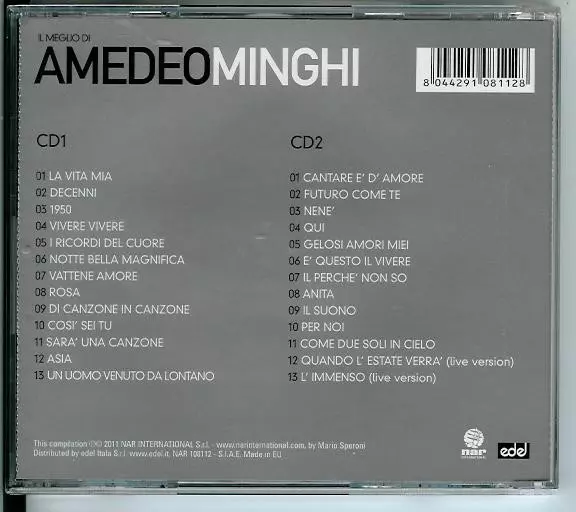 IL MEGLIO DI
AMEDEOMINGHI
8 044291 081128
CD1
01 LA VITA MIA
02 DECENNI
03 1950
04 VIVERE VIVERE
05 I RICORDI DEL CUORE
06 NOTTE BELLA MAGNIFICA
07 VATTENE AMORE
08 ROSA
09 DI CANZONE IN CANZONE
10 COSI' SEI TU
11 SARA' UNA CANZONE
12 ASIA
13 UN UOMO VENUTO DA LONTANO
CD2
01 CANTARE E' D' AMORE
02 FUTURO COME TE
03 NENE'
04 QUI
05 GELOSI AMORI MIEI
06 E' QUESTO IL VIVERE
07 IL PERCHE' NON SO
08 ANITA
09 IL SUONO
10 PER NOI
11 COME DUE SOLI IN CIELO
12 QUANDO L' ESTATE VERRA' (live version)
13 L' IMMENSO (live version)
This compilation ℗© 2011 NAR INTERNATIONAL S.r.l. - www.narinternational.com, by Mario Speroni
Distributed by edel Italia S.r.l. www.edel.it, NAR 108112 - S.I.A.E. Made in EU
nar
INTERNATIONAL
edel